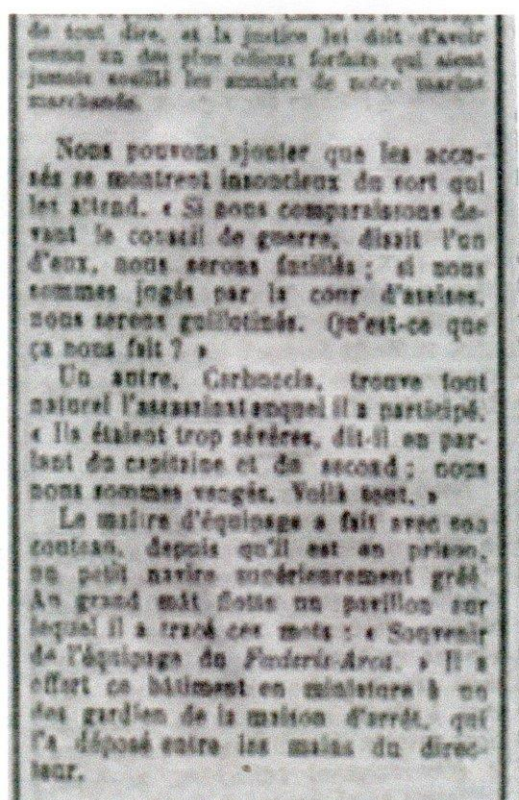 de tout dire, et la justice lui doit d'avoir
connu un des plus odieux forfaits qui aient
jamais souillé les annales de notre marine
marchande.
Nous pouvons ajouter que les accu-
sés se montrent insoucieux du sort qui
les attend. « Si nous comparaissons de-
vant le conseil de guerre, disait l'un
d'eux, nous serons fusillés ; si nous
sommes jugés par la cour d'assises,
nous serons guillotinés. Qu'est-ce que
ça nous fait ? »
Un autre, Carbuccia, trouve tout
naturel l'assassinat auquel il a participé.
« Ils étaient trop sévères, dit-il en par-
lant du capitaine et du second ; nous
nous sommes vengés. Voilà tout. »
Le maître d'équipage a fait avec son
couteau, depuis qu'il est en prison,
un petit navire supérieurement gréé.
Au grand mât flotte un pavillon sur
lequel il a tracé ces mots : « Souvenir
de l'équipage du Fœderis-Arca. » Il a
offert ce bâtiment en miniature à un
des gardien de la maison d'arrêt, qui
l'a déposé entre les mains du direc-
teur.